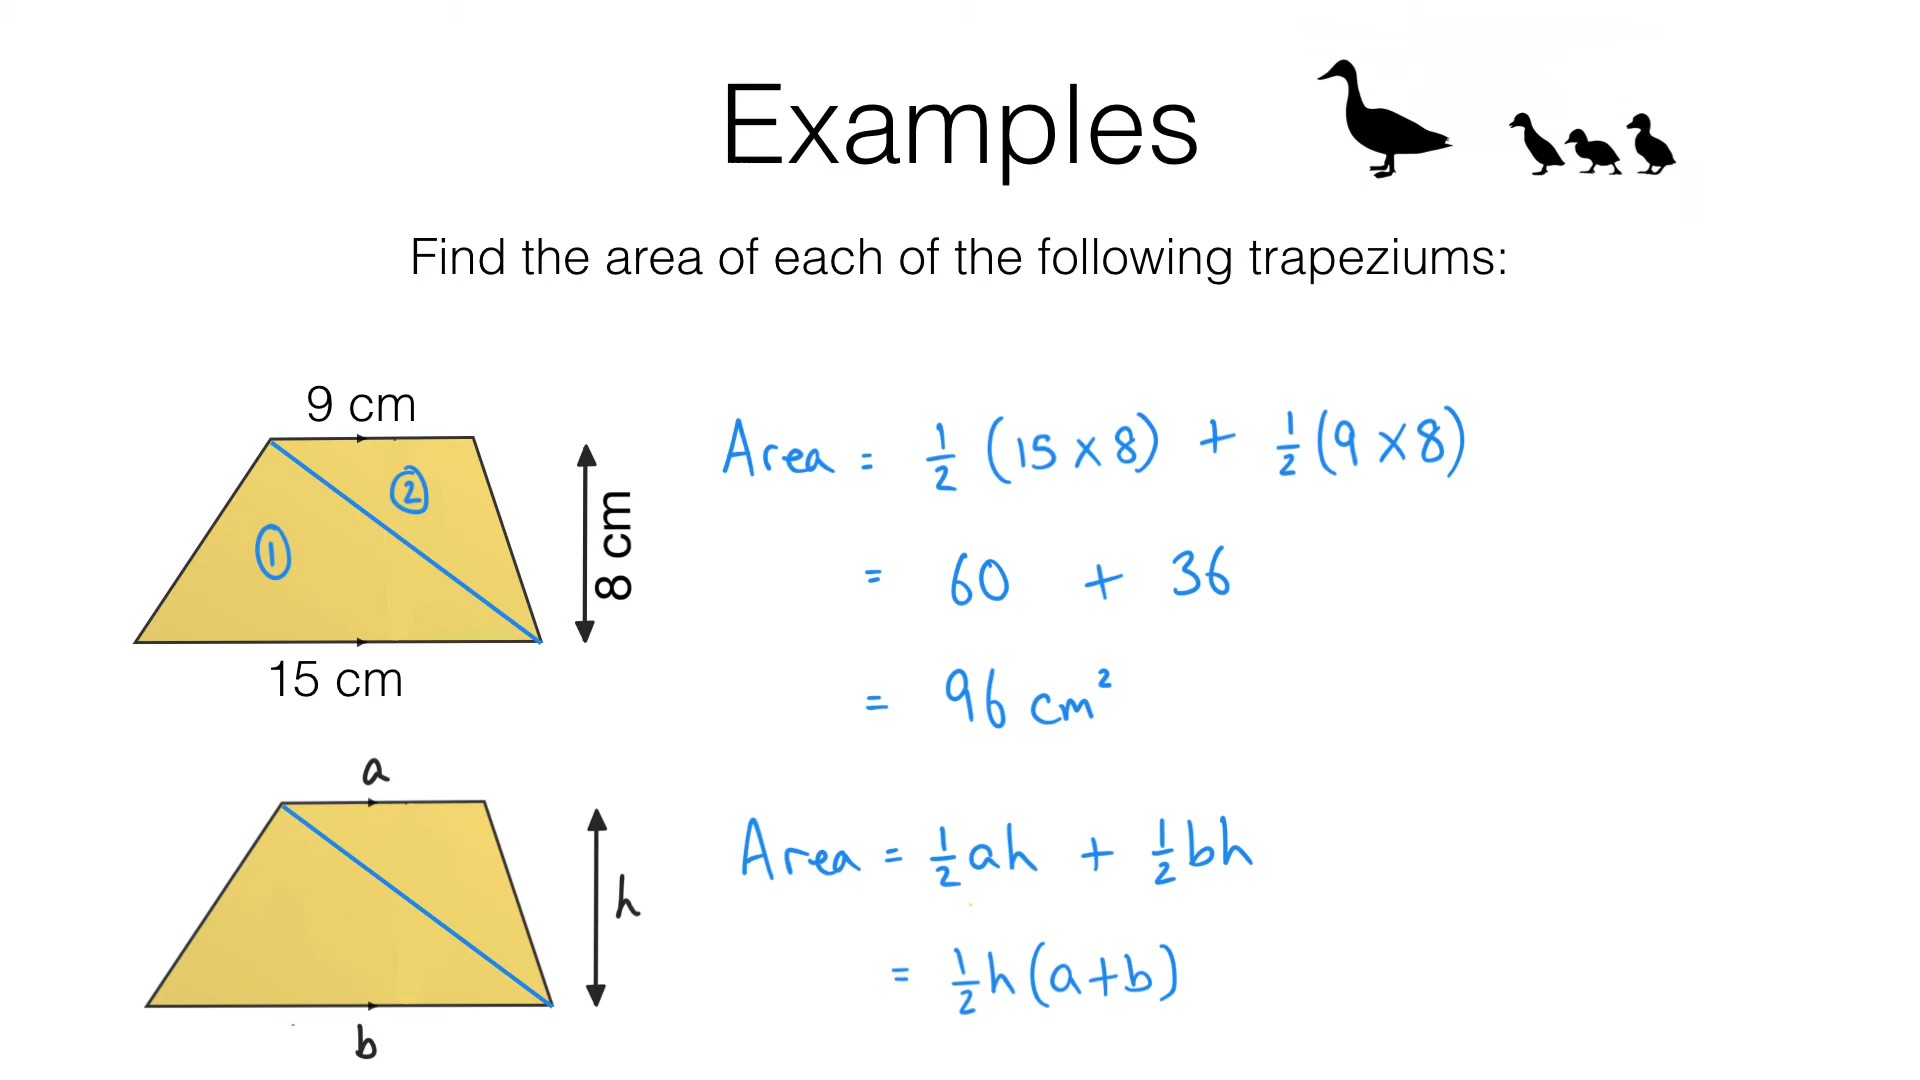 Examples
Find the area of each of the following trapeziums:
9 cm
①
②
8 cm
15 cm
Area = ½ (15 × 8) + ½ (9 × 8)
= 60 + 36
= 96 cm²
a
h
b
Area = ½ah + ½bh
= ½h(a+b)